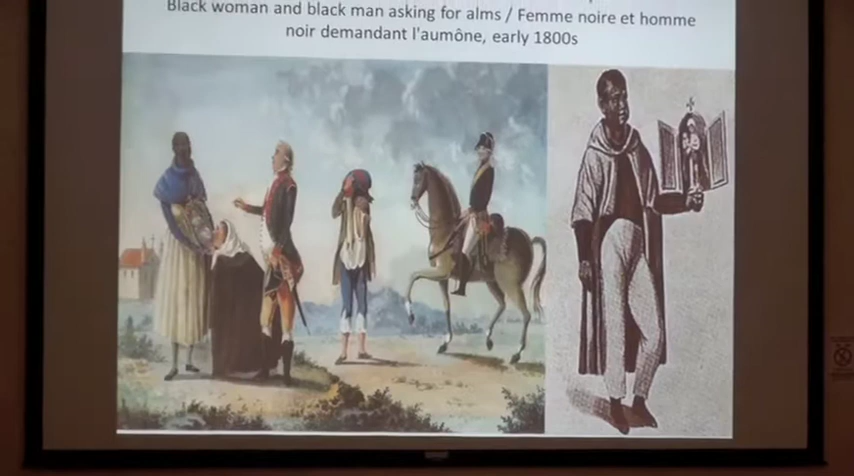 Black woman and black man asking for alms / Femme noire et homme
noir demandant l'aumône, early 1800s